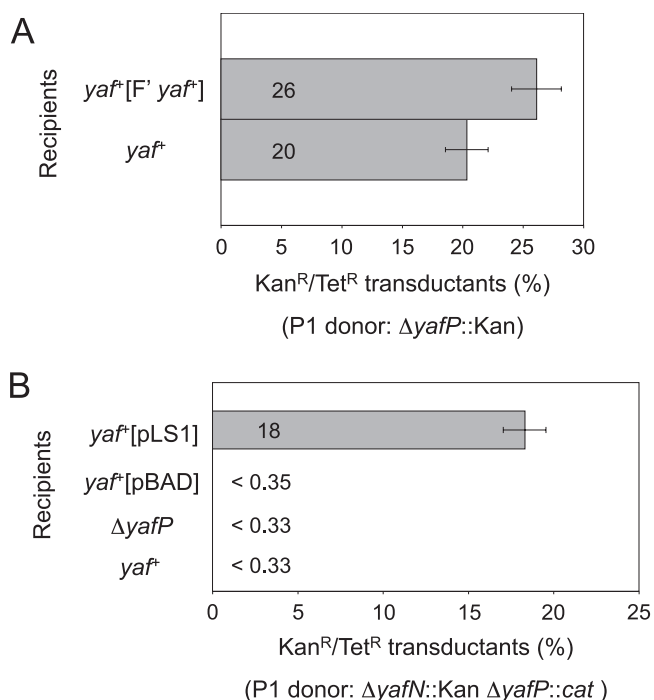 A
Recipients
yaf⁺[F' yaf⁺]
26
yaf⁺
20
0 5 10 15 20 25 30
Kanᴿ/Tetᴿ transductants (%)
(P1 donor: ΔyafP::Kan)
B
Recipients
yaf⁺[pLS1]
18
yaf⁺[pBAD]
< 0.35
ΔyafP
< 0.33
yaf⁺
< 0.33
0 5 10 15 20 25
Kanᴿ/Tetᴿ transductants (%)
(P1 donor: ΔyafN::Kan ΔyafP::cat )